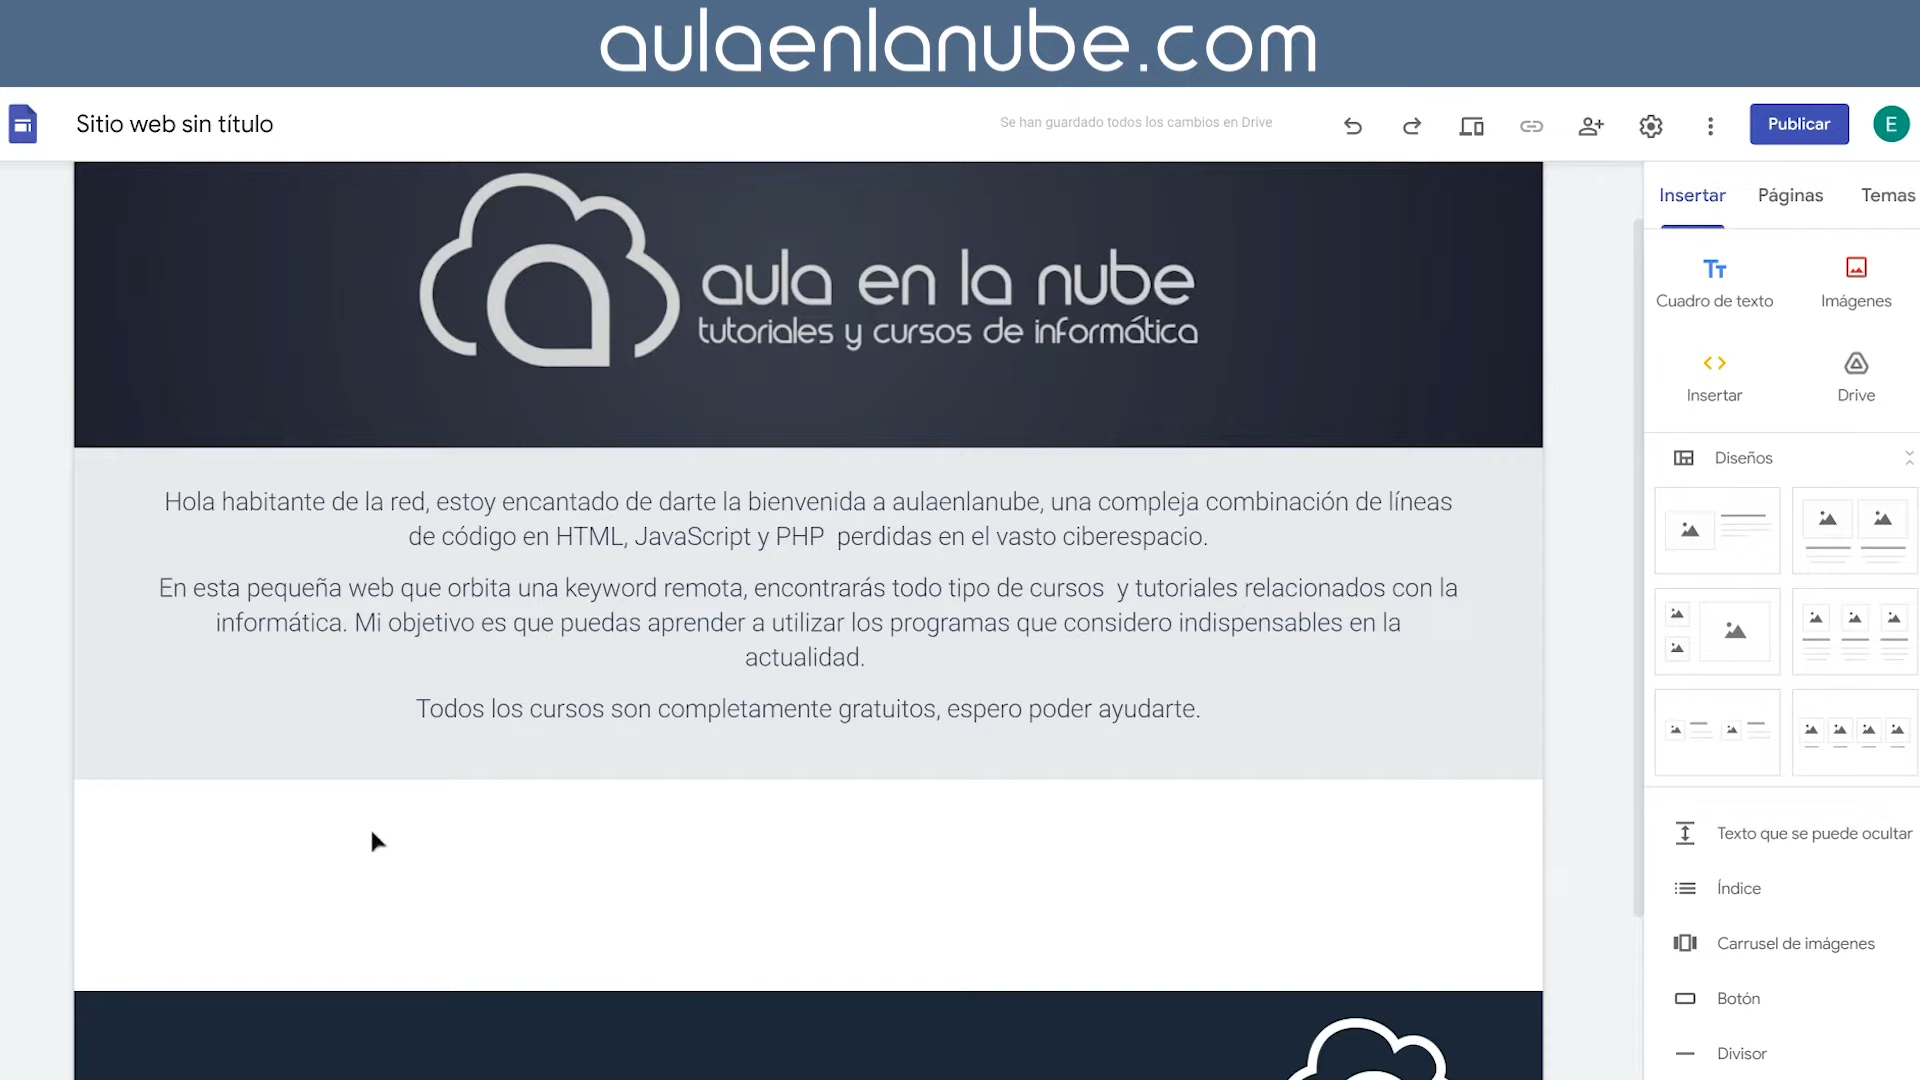 aulaenlanube.com
Sitio web sin título
Se han guardado todos los cambios en Drive
Publicar
E
Insertar
Páginas
Temas
Cuadro de texto
Imágenes
Insertar
Drive
Diseños
aula en la nube
tutoriales y cursos de informática
Hola habitante de la red, estoy encantado de darte la bienvenida a aulaenlanube, una compleja combinación de líneas
de código en HTML, JavaScript y PHP perdidas en el vasto ciberespacio.
En esta pequeña web que orbita una keyword remota, encontrarás todo tipo de cursos y tutoriales relacionados con la
informática. Mi objetivo es que puedas aprender a utilizar los programas que considero indispensables en la
actualidad.
Todos los cursos son completamente gratuitos, espero poder ayudarte.
Texto que se puede ocultar
Índice
Carrusel de imágenes
Botón
Divisor